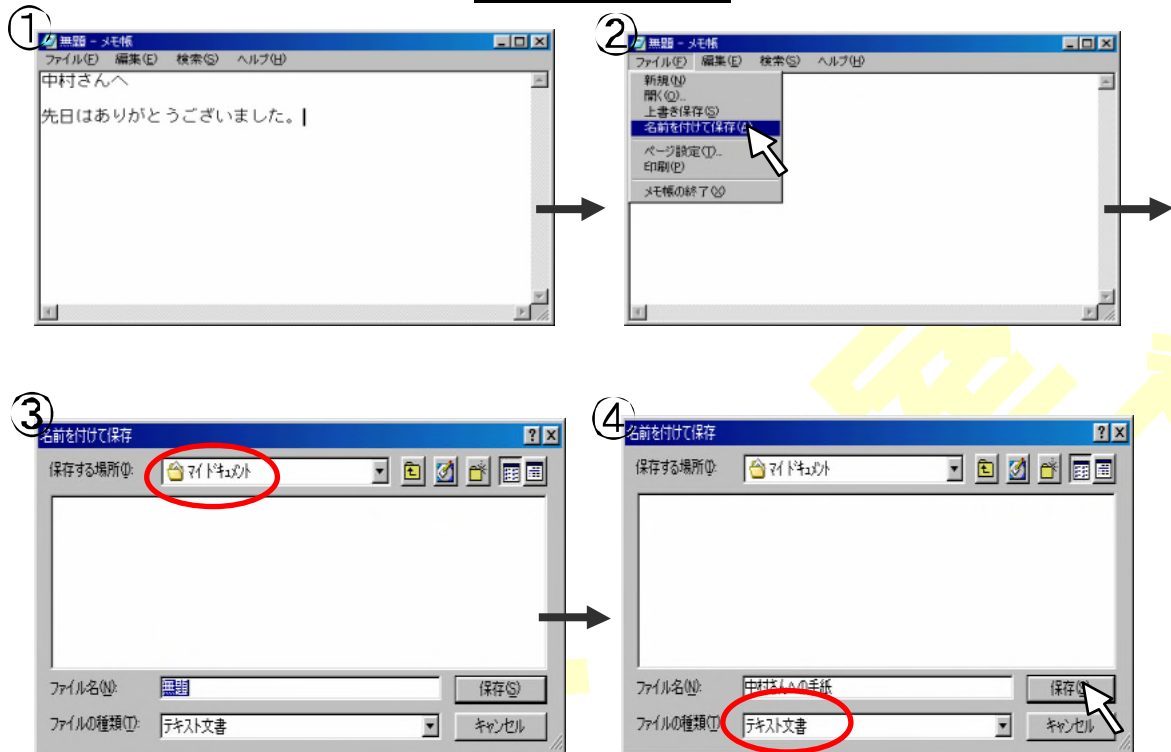 ①
無題 - メモ帳
ファイル(F) 編集(E) 検索(S) ヘルプ(H)
中村さんへ
先日はありがとうございました。
②
無題 - メモ帳
ファイル(F) 編集(E) 検索(S) ヘルプ(H)
新規(N)
開く(O)...
上書き保存(S)
名前を付けて保存(A)
ページ設定(T)...
印刷(P)
メモ帳の終了(X)
③
名前を付けて保存
保存する場所(I):
マイ ドキュメント
ファイル名(N):
無題
保存(S)
ファイルの種類(T):
テキスト文書
キャンセル
④
名前を付けて保存
保存する場所(I):
マイ ドキュメント
ファイル名(N):
中村さんへの手紙
保存
ファイルの種類(T)
テキスト文書
キャンセル